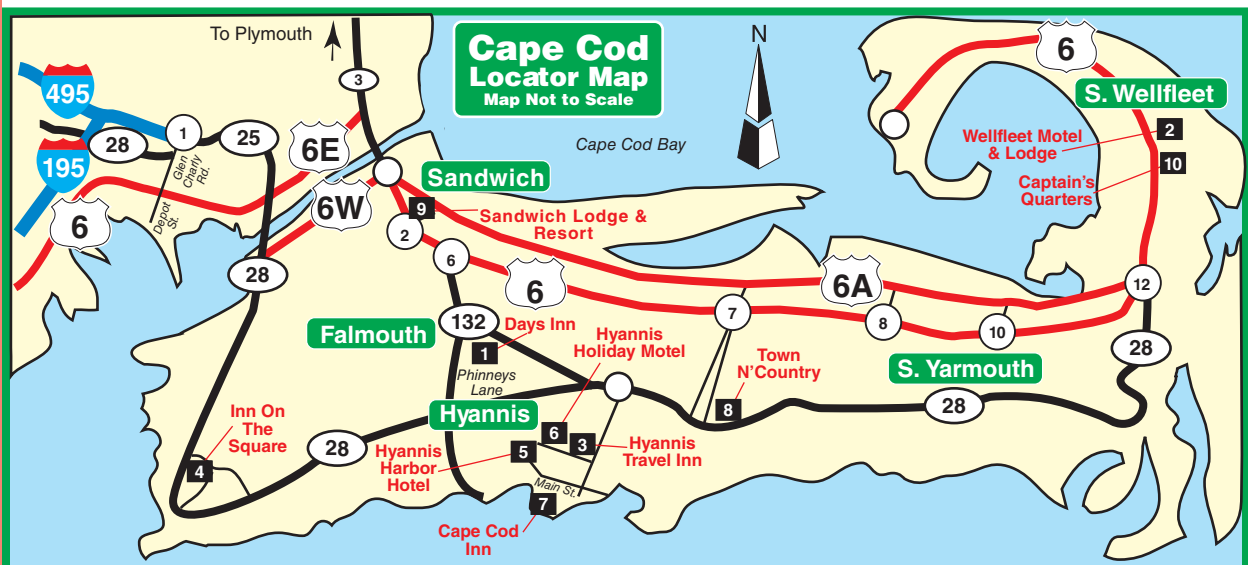 To Plymouth
Cape Cod
Locator Map
Map Not to Scale
N
6
3
495
S. Wellfleet
28
1
25
6E
Cape Cod Bay
Wellfleet Motel
& Lodge
2
195
Glen
Charly
Rd.
Sandwich
10
Captain's
Quarters
6W
9
Sandwich Lodge &
Resort
6
Depot
St.
2
6
28
6
6A
12
7
8
10
Falmouth
132
Days Inn
1
Phinneys
Lane
Hyannis
Holiday Motel
Town
N'Country
S. Yarmouth
28
8
28
Inn On
The
Square
4
Hyannis
28
Hyannis
Harbor
Hotel
6
5
3
Hyannis
Travel Inn
Main St.
7
Cape Cod
Inn